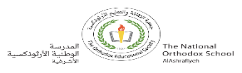 المدرسة
الوطنية الأرثوذكسية
الأشرفية
The National
Orthodox School
AlAshrafiyeh